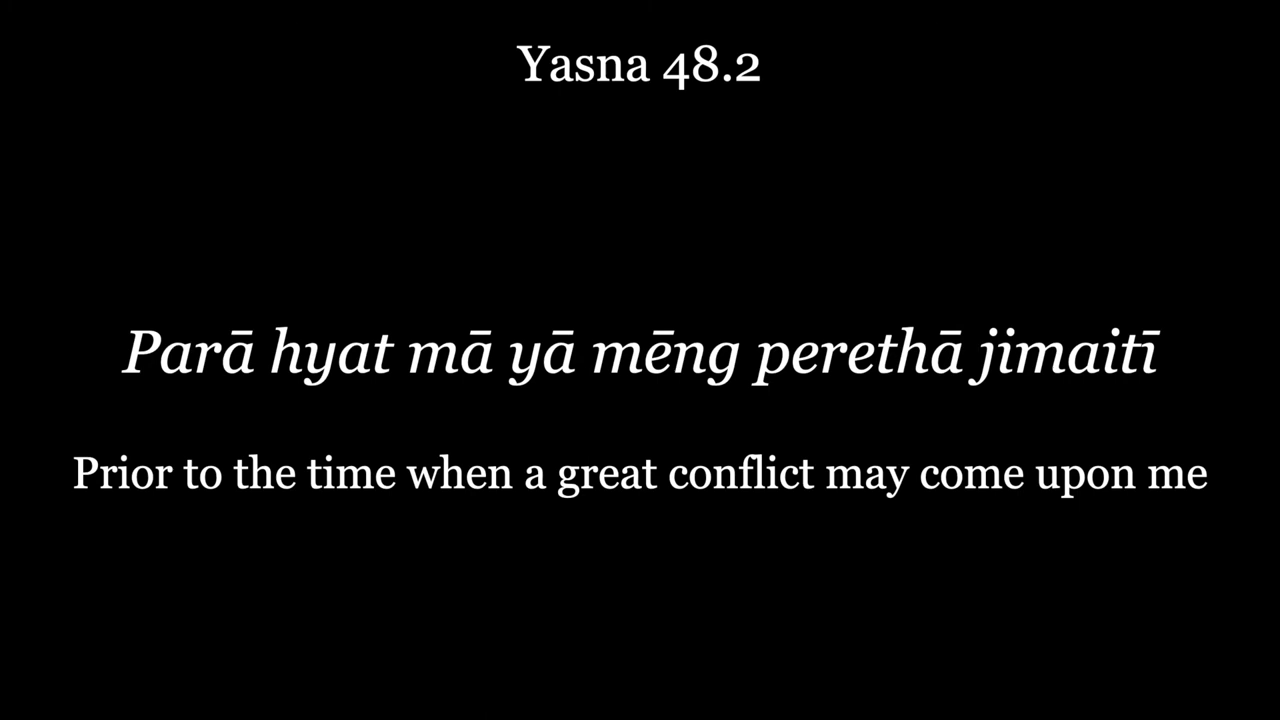 Yasna 48.2
Parā hyat mā yā mēng perethā jimaitī
Prior to the time when a great conflict may come upon me